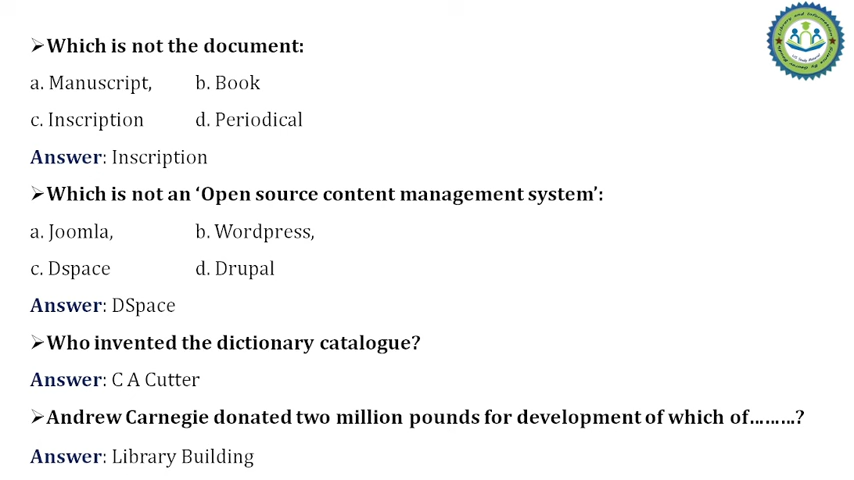 ➢Which is not the document:
a. Manuscript, b. Book
c. Inscription d. Periodical
Answer: Inscription
➢Which is not an ‘Open source content management system’:
a. Joomla, b. Wordpress,
c. Dspace d. Drupal
Answer: DSpace
➢Who invented the dictionary catalogue?
Answer: C A Cutter
➢Andrew Carnegie donated two million pounds for development of which of.........?
Answer: Library Building